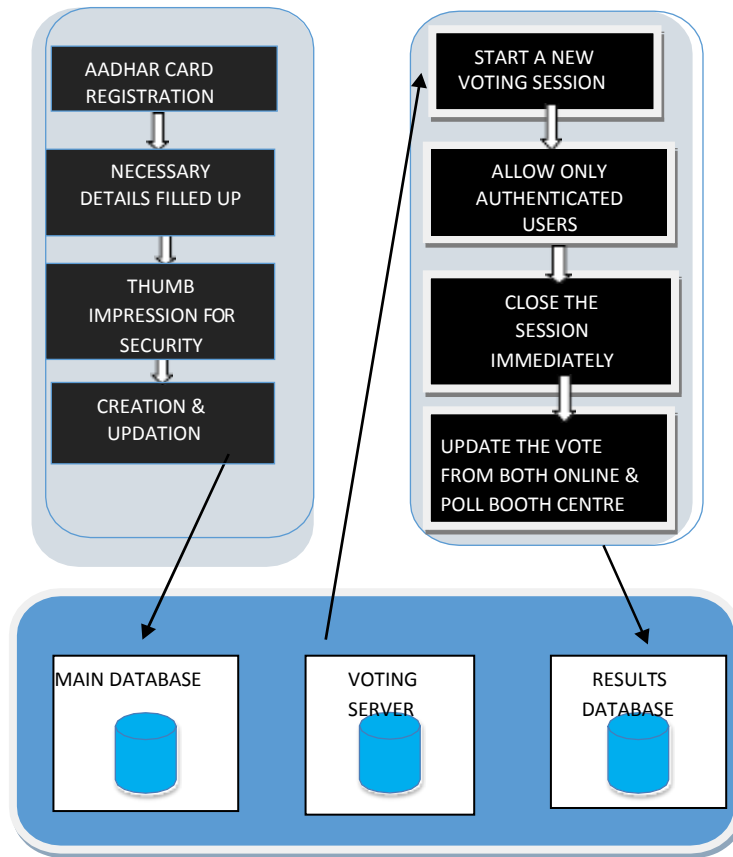 AADHAR CARD
REGISTRATION
NECESSARY
DETAILS FILLED UP
THUMB
IMPRESSION FOR
SECURITY
CREATION &
UPDATION
START A NEW
VOTING SESSION
ALLOW ONLY
AUTHENTICATED
USERS
CLOSE THE
SESSION
IMMEDIATELY
UPDATE THE VOTE
FROM BOTH ONLINE &
POLL BOOTH CENTRE
MAIN DATABASE
VOTING
SERVER
RESULTS
DATABASE